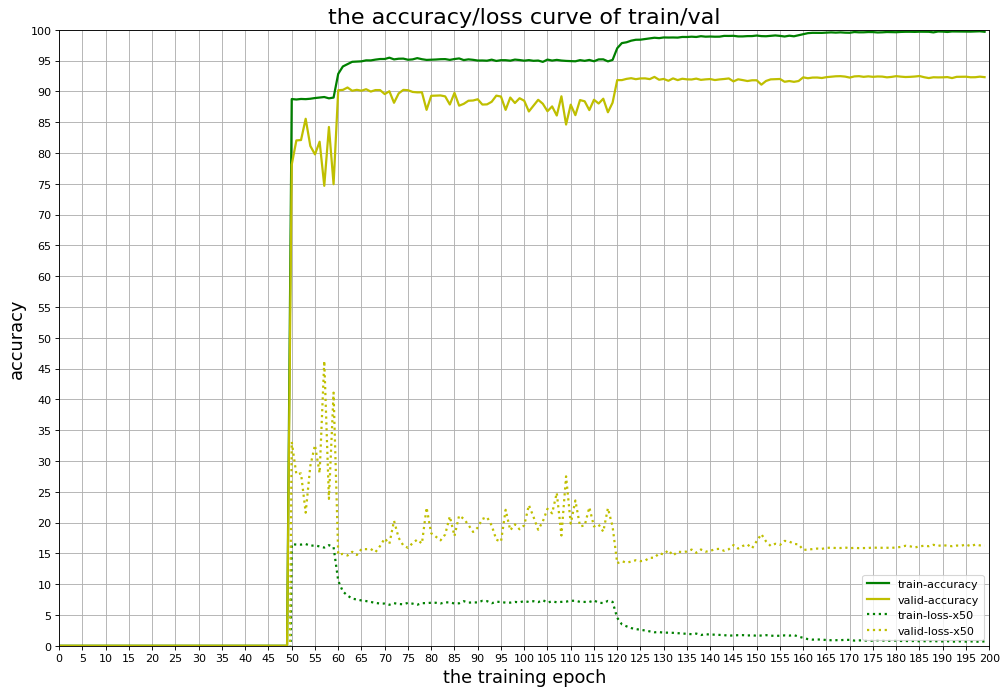 the accuracy/loss curve of train/val
100
95
90
85
80
75
70
65
60
55
50
45
40
35
30
25
20
15
10
5
0
accuracy
train-accuracy
valid-accuracy
train-loss-x50
valid-loss-x50
0 5 10 15 20 25 30 35 40 45 50 55 60 65 70 75 80 85 90 95 100 105 110 115 120 125 130 135 140 145 150 155 160 165 170 175 180 185 190 195 200
the training epoch